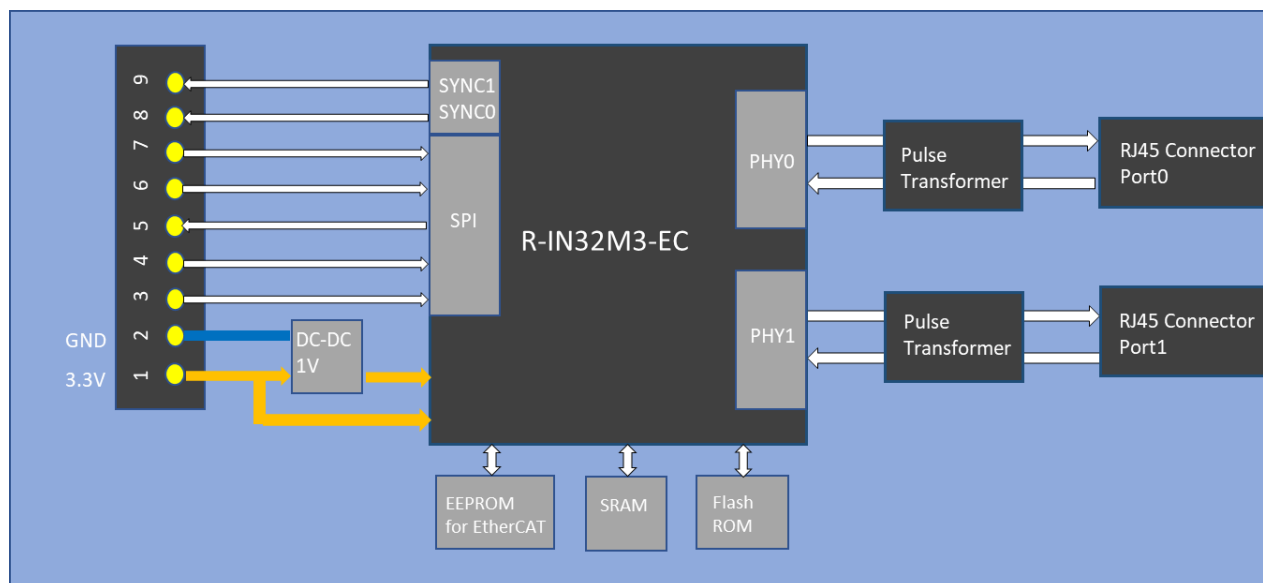 9
8
7
6
5
4
3
2
1
GND
3.3V
DC-DC
1V
SYNC1
SYNC0
SPI
R-IN32M3-EC
PHY0
PHY1
Pulse
Transformer
RJ45 Connector
Port0
Pulse
Transformer
RJ45 Connector
Port1
EEPROM
for EtherCAT
SRAM
Flash
ROM